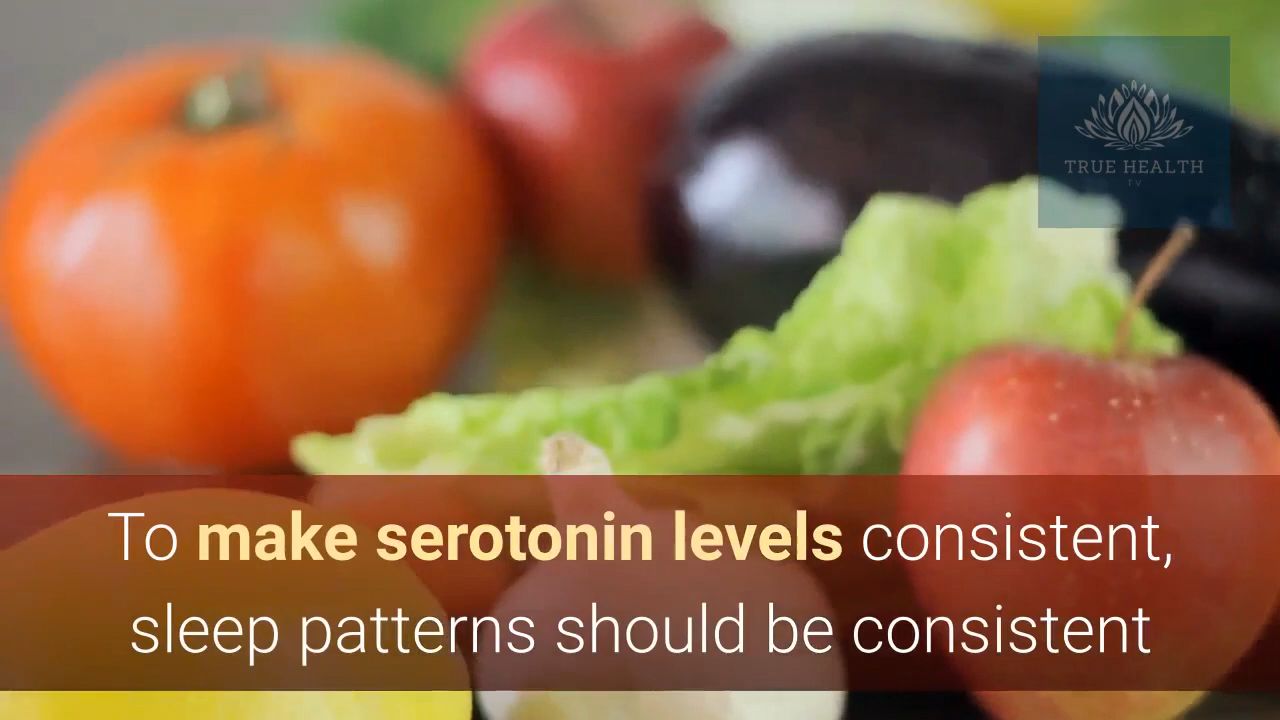 TRUE HEALTH
TV
To make serotonin levels consistent,
sleep patterns should be consistent